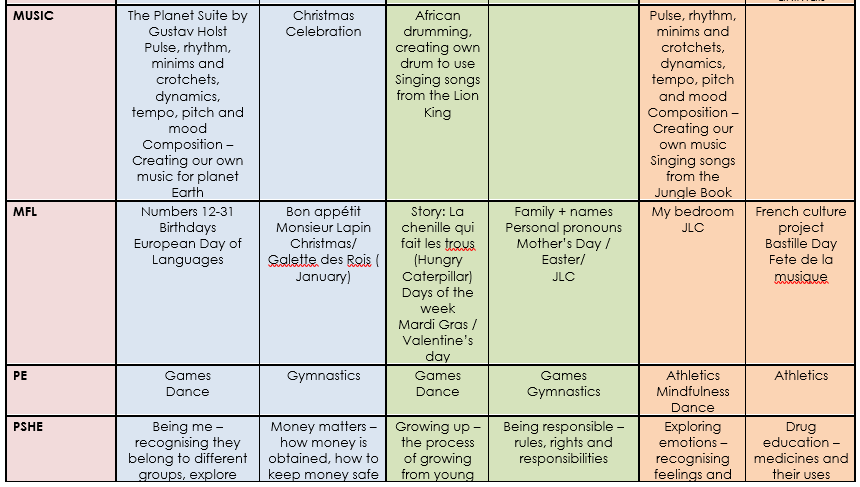 MUSIC
The Planet Suite by
Gustav Holst
Pulse, rhythm,
minims and
crotchets,
dynamics,
tempo, pitch and
mood
Composition –
Creating our own
music for planet
Earth
Christmas
Celebration
African
drumming,
creating own
drum to use
Singing songs
from the Lion
King
Pulse, rhythm,
minims and
crotchets,
dynamics,
tempo, pitch
and mood
Composition –
Creating our
own music
Singing songs
from the
Jungle Book
MFL
Numbers 12-31
Birthdays
European Day of
Languages
Bon appétit
Monsieur Lapin
Christmas/
Galette des Rois (
January)
Story: La
chenille qui
fait les trous
(Hungry
Caterpillar)
Days of the
week
Mardi Gras /
Valentine’s
day
Family + names
Personal pronouns
Mother’s Day /
Easter/
JLC
My bedroom
JLC
French culture
project
Bastille Day
Fete de la
musique
PE
Games
Dance
Gymnastics
Games
Dance
Games
Gymnastics
Athletics
Mindfulness
Dance
Athletics
PSHE
Being me –
recognising they
belong to different
groups, explore
Money matters –
how money is
obtained, how to
keep money safe
Growing up –
the process
of growing
from young
Being responsible –
rules, rights and
responsibilities
Exploring
emotions –
recognising
feelings and
Drug
education –
medicines and
their uses